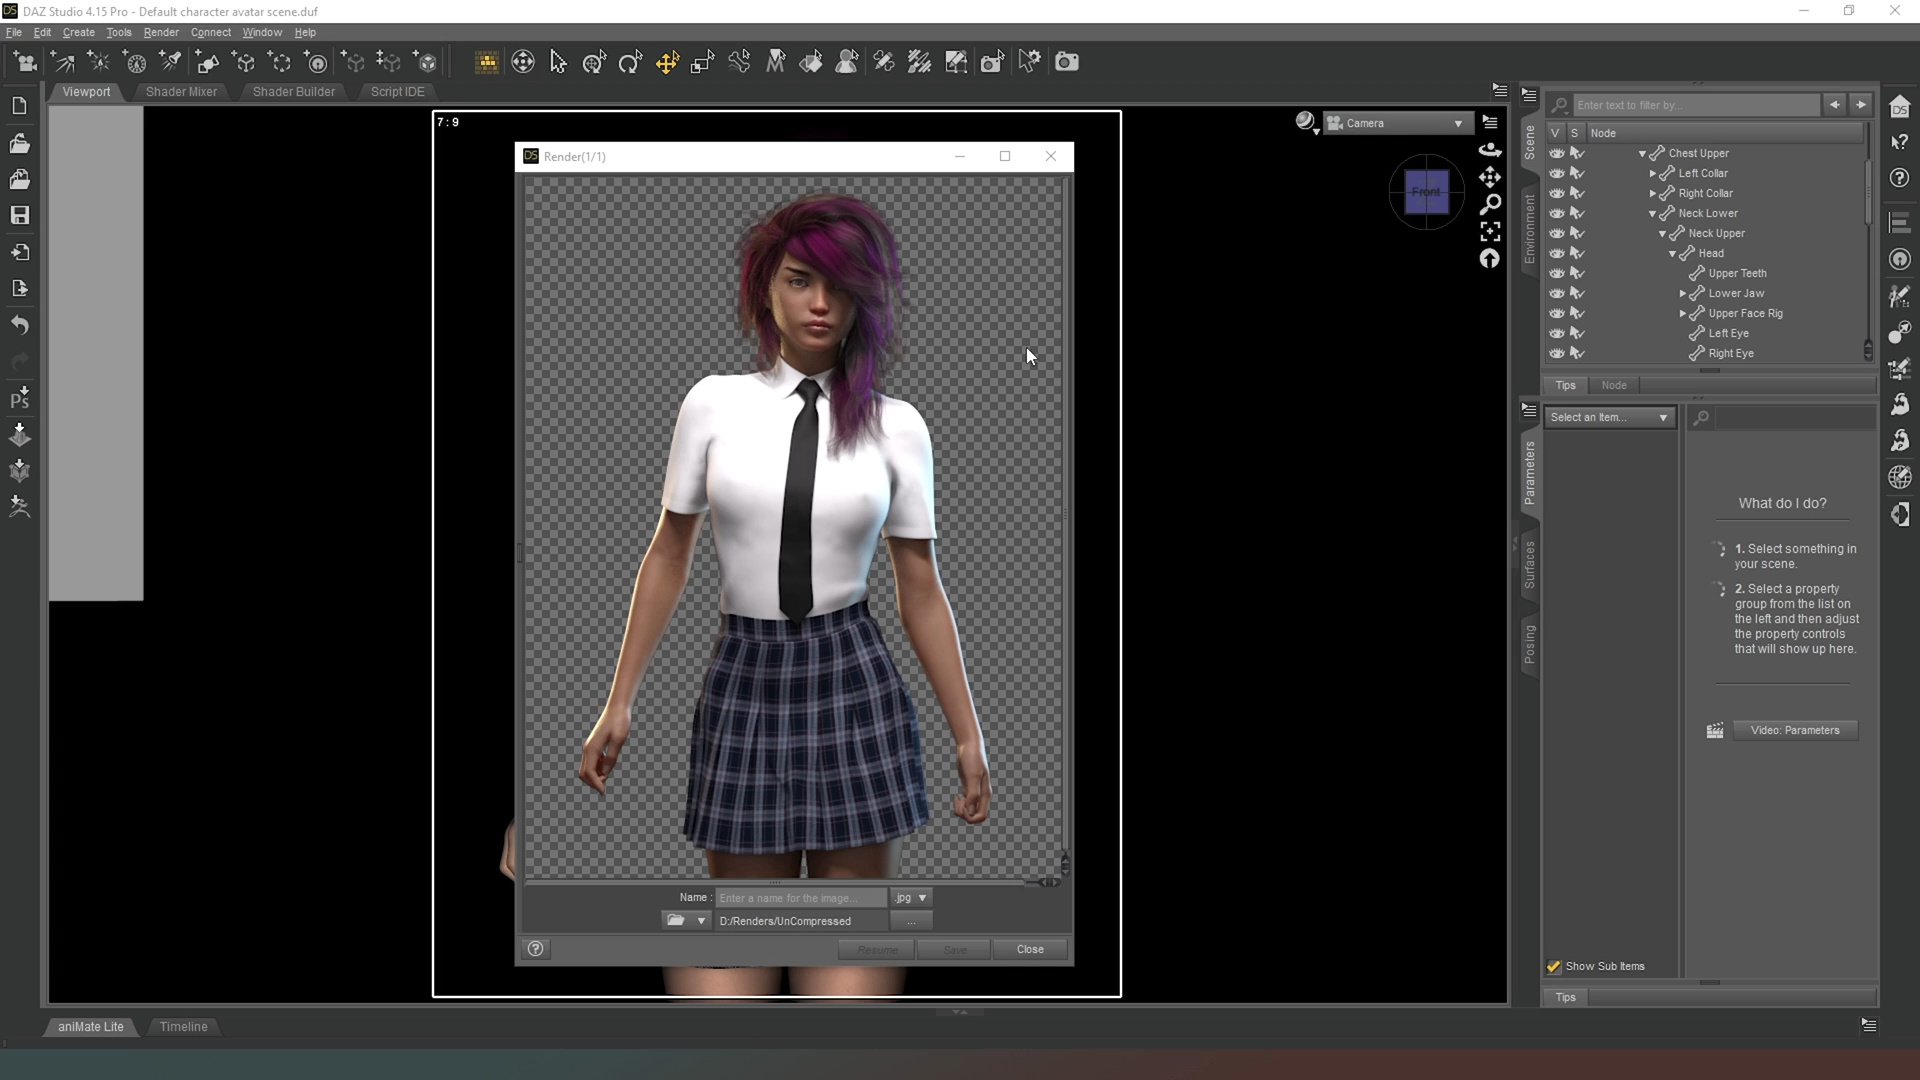 DAZ Studio 4.15 Pro - Default character avatar scene.duf
File Edit Create Tools Render Connect Window Help
Viewport Shader Mixer Shader Builder Script IDE
7 : 9
Camera
Front
Render(1/1)
Name : Enter a name for the image... .jpg
D:/Renders/UnCompressed ...
Resume Save Close
Scene
Environment
Enter text to filter by...
V S Node
Chest Upper
Left Collar
Right Collar
Neck Lower
Neck Upper
Head
Upper Teeth
Lower Jaw
Upper Face Rig
Left Eye
Right Eye
Tips Node
Parameters
Surfaces
Posing
Select an Item...
What do I do?
1. Select something in
your scene.
2. Select a property
group from the list on
the left and then adjust
the property controls
that will show up here.
Video: Parameters
Show Sub Items
Tips
aniMate Lite Timeline
Ps
DS